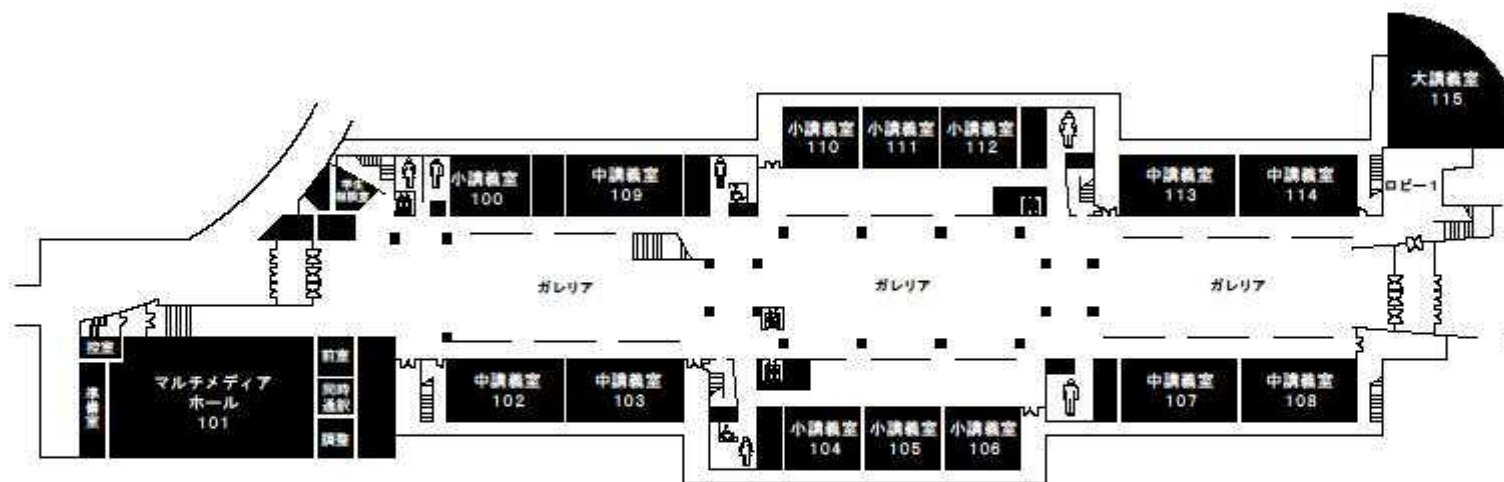 大講義室
115
小講義室
110
小講義室
111
小講義室
112
学生
相談室
小講義室
100
中講義室
109
中講義室
113
中講義室
114
ロビー1
ガレリア
ガレリア
ガレリア
控室
準備室
マルチメディア
ホール
101
前室
同時
通訳
調整
中講義室
102
中講義室
103
小講義室
104
小講義室
105
小講義室
106
中講義室
107
中講義室
108